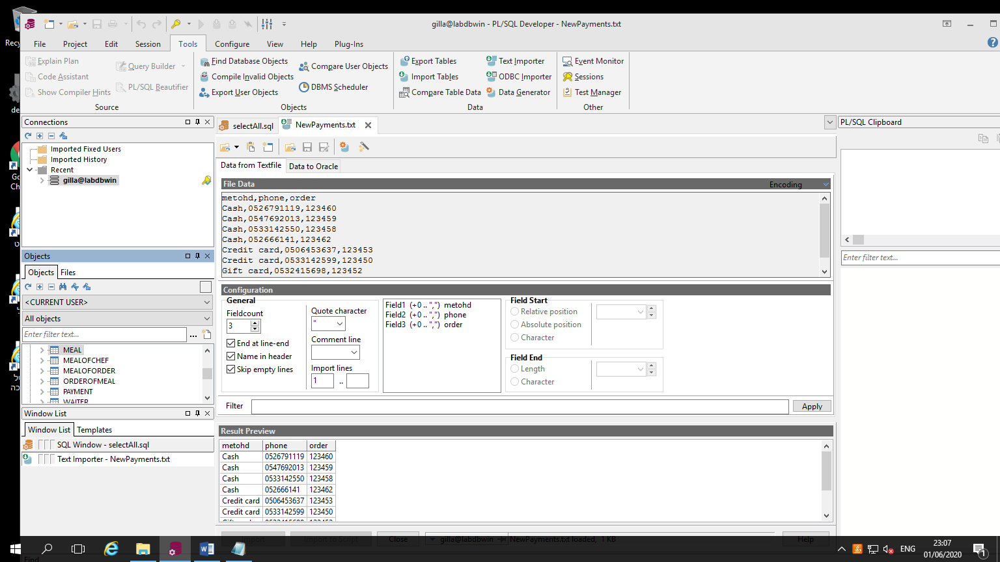 Recy
gilla@labdbwin - PL/SQL Developer - NewPayments.txt
File Project Edit Session Tools Configure View Help Plug-Ins
Explain Plan
Code Assistant
Show Compiler Hints
Query Builder
PL/SQL Beautifier
Source
Find Database Objects
Compile Invalid Objects
Export User Objects
Compare User Objects
DBMS Scheduler
Objects
Export Tables
Import Tables
Compare Table Data
Text Importer
ODBC Importer
Data Generator
Data
Event Monitor
Sessions
Test Manager
Other
de
Go
Ch
Connections
Imported Fixed Users
Imported History
Recent
gilla@labdbwin
Objects
Objects Files
<CURRENT USER>
All objects
Enter filter text...
MEAL
MEALOFCHEF
MEALOFORDER
ORDEROFMEAL
PAYMENT
WAITER
Window List
Window List Templates
SQL Window - selectAll.sql
Text Importer - NewPayments.txt
selectAll.sql NewPayments.txt
Data from Textfile Data to Oracle
File Data Encoding
metohd,phone,order
Cash,0526791119,123460
Cash,0547692013,123459
Cash,0533142550,123458
Cash,052666141,123462
Credit card,0506453637,123453
Credit card,0533142599,123450
Gift card,0532415698,123452
Configuration
General
Fieldcount
3
End at line-end
Name in header
Skip empty lines
Quote character
"
Comment line
Import lines
1 ..
Field1 (+0 .. ",") metohd
Field2 (+0 .. ",") phone
Field3 (+0 .. ",") order
Field Start
Relative position
Absolute position
Character
Field End
Length
Character
Filter Apply
Result Preview
metohd phone order
Cash 0526791119 123460
Cash 0547692013 123459
Cash 0533142550 123458
Cash 052666141 123462
Credit card 0506453637 123453
Credit card 0533142599 123450
Import Import to Script Close gilla@labdbwin NewPayments.txt loaded, 1 KB Help
PL/SQL Clipboard
Enter filter text...
ENG
23:07
01/06/2020
1
Find